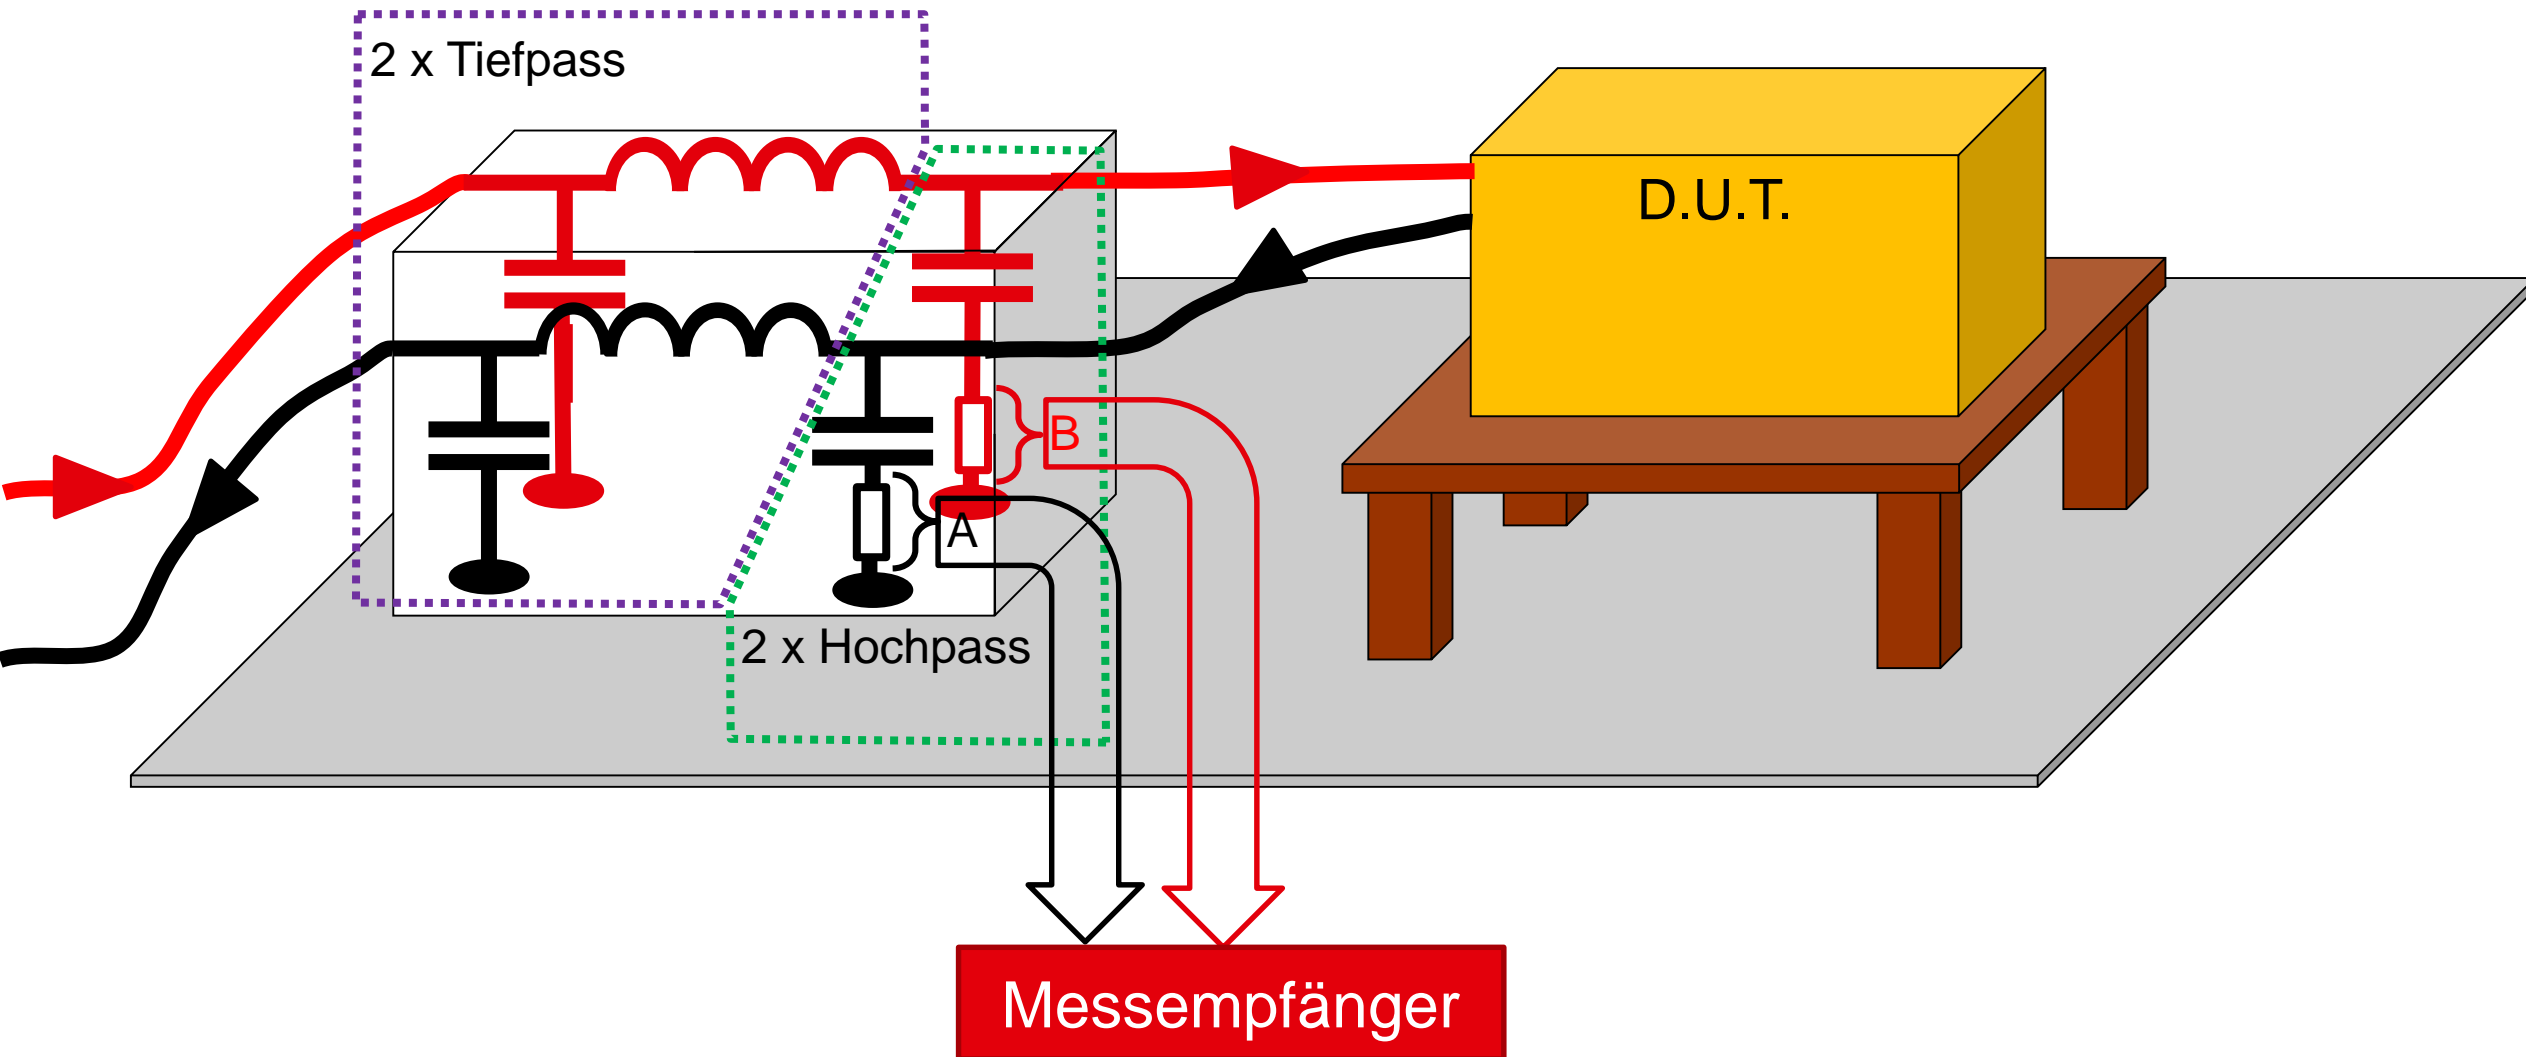 2 x Tiefpass
D.U.T.
B
A
2 x Hochpass
Messempfänger